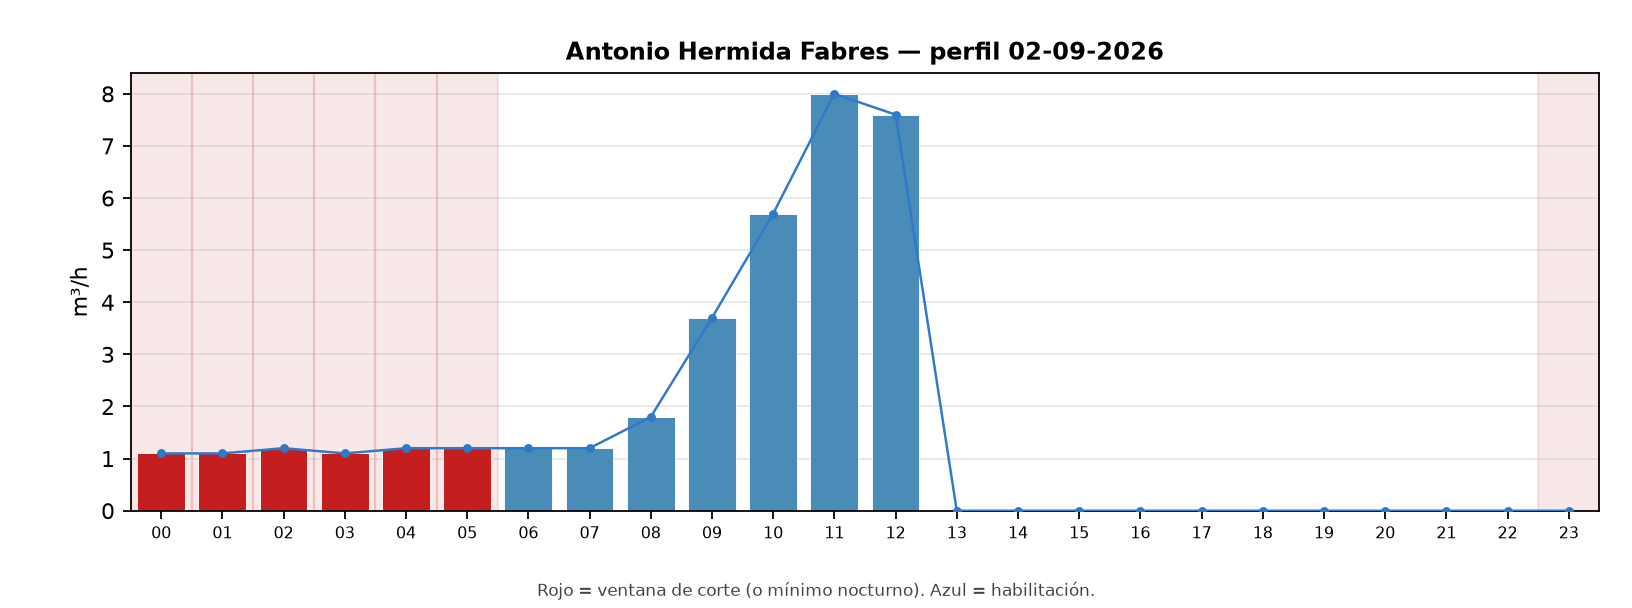 Antonio Hermida Fabres — perfil 02-09-2026
m³/h
8
7
6
5
4
3
2
1
0
00 01 02 03 04 05 06 07 08 09 10 11 12 13 14 15 16 17 18 19 20 21 22 23
Rojo = ventana de corte (o mínimo nocturno). Azul = habilitación.